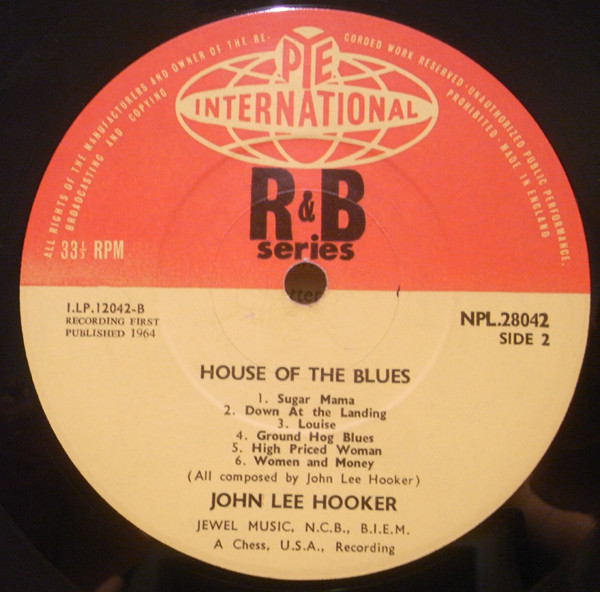 ALL RIGHTS OF THE MANUFACTURERS AND OWNER OF THE RE-CORDED WORK RESERVED·UNAUTHORIZED PUBLIC PERFORMANCE.
BROADCASTING AND COPYING PROHIBITED·MADE IN ENGLAND
PYE
INTERNATIONAL
R&B
series
33⅓ RPM
I.LP.12042-B
RECORDING FIRST
PUBLISHED 1964
NPL.28042
SIDE 2
HOUSE OF THE BLUES
1. Sugar Mama
2. Down At the Landing
3. Louise
4. Ground Hog Blues
5. High Priced Woman
6. Women and Money
(All composed by John Lee Hooker)
JOHN LEE HOOKER
JEWEL MUSIC, N.C.B., B.I.E.M.
A Chess, U.S.A., Recording